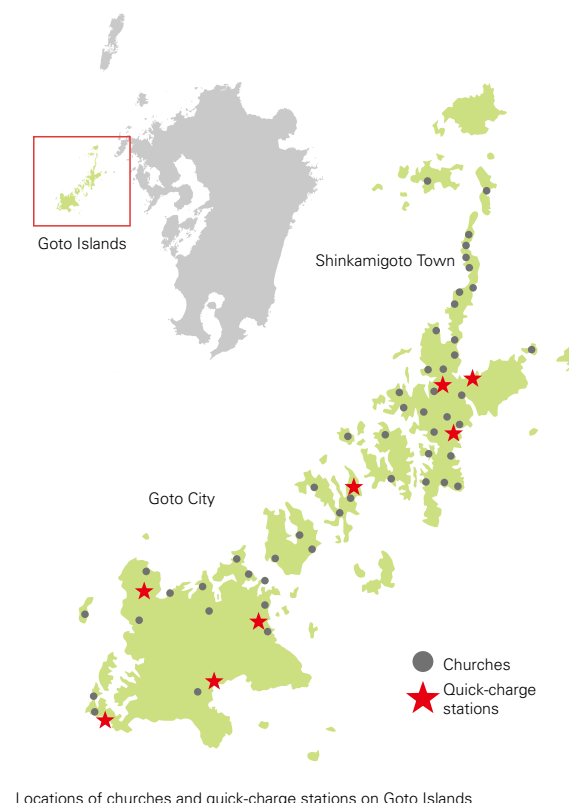 Goto Islands
Shinkamigoto Town
Goto City
Churches
Quick-charge
stations
Locations of churches and quick-charge stations on Goto Islands